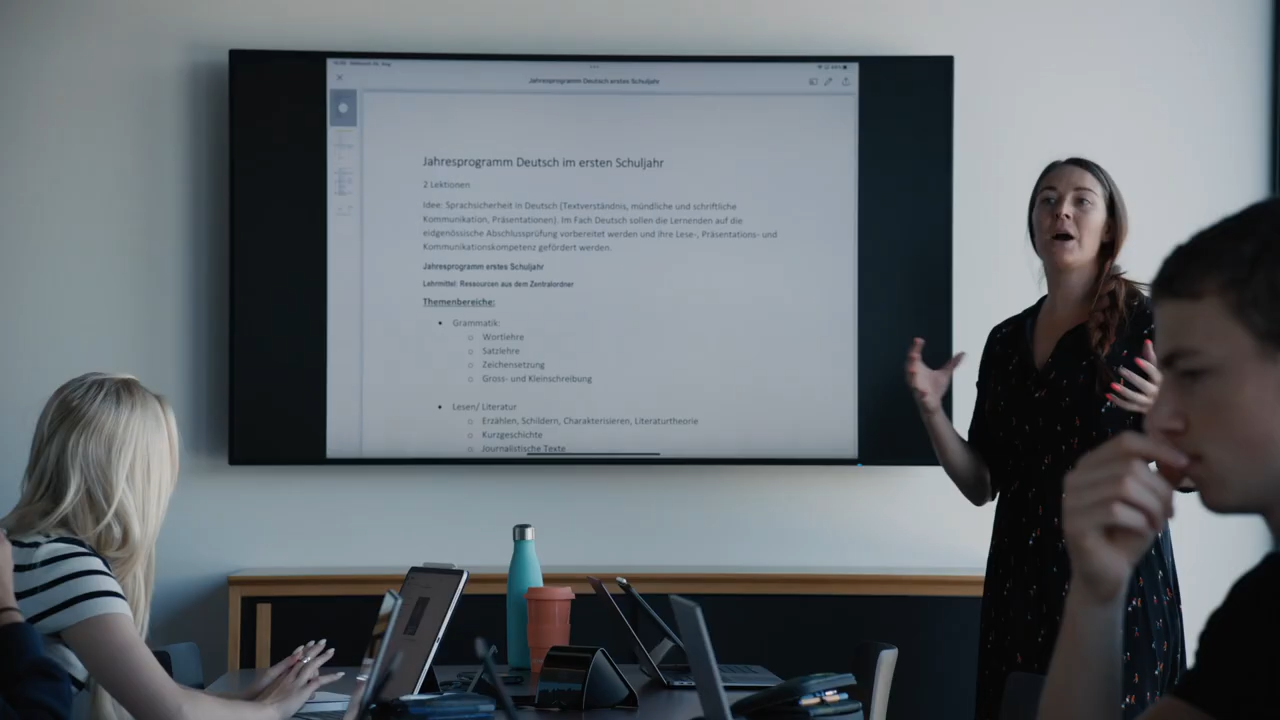 Jahresprogramm Deutsch erstes Schuljahr
Jahresprogramm Deutsch im ersten Schuljahr
2 Lektionen
Idee: Sprachsicherheit in Deutsch (Textverständnis, mündliche und schriftliche
Kommunikation, Präsentationen). Im Fach Deutsch sollen die Lernenden auf die
eidgenössische Abschlussprüfung vorbereitet werden und ihre Lese-, Präsentations- und
Kommunikationskompetenz gefördert werden.
Jahresprogramm erstes Schuljahr
Lehrmittel: Ressourcen aus dem Zentralordner
Themenbereiche:
• Grammatik:
o Wortlehre
o Satzlehre
o Zeichensetzung
o Gross- und Kleinschreibung
• Lesen/ Literatur
o Erzählen, Schildern, Charakterisieren, Literaturtheorie
o Kurzgeschichte
o Journalistische Texte